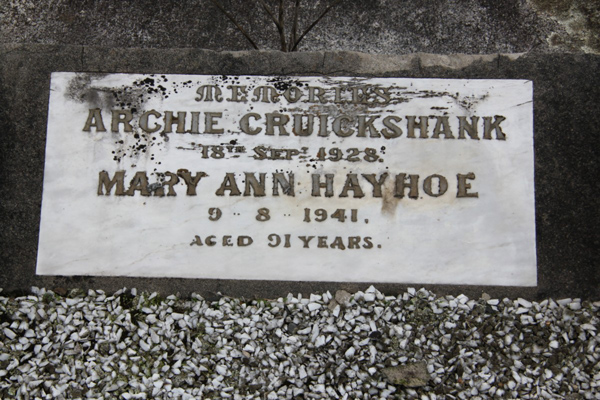 MEMORIES
ARCHIE CRUICKSHANK
18TH SEPT 1928.
MARY ANN HAYHOE
9 - 8 - 1941.
AGED 91 YEARS.